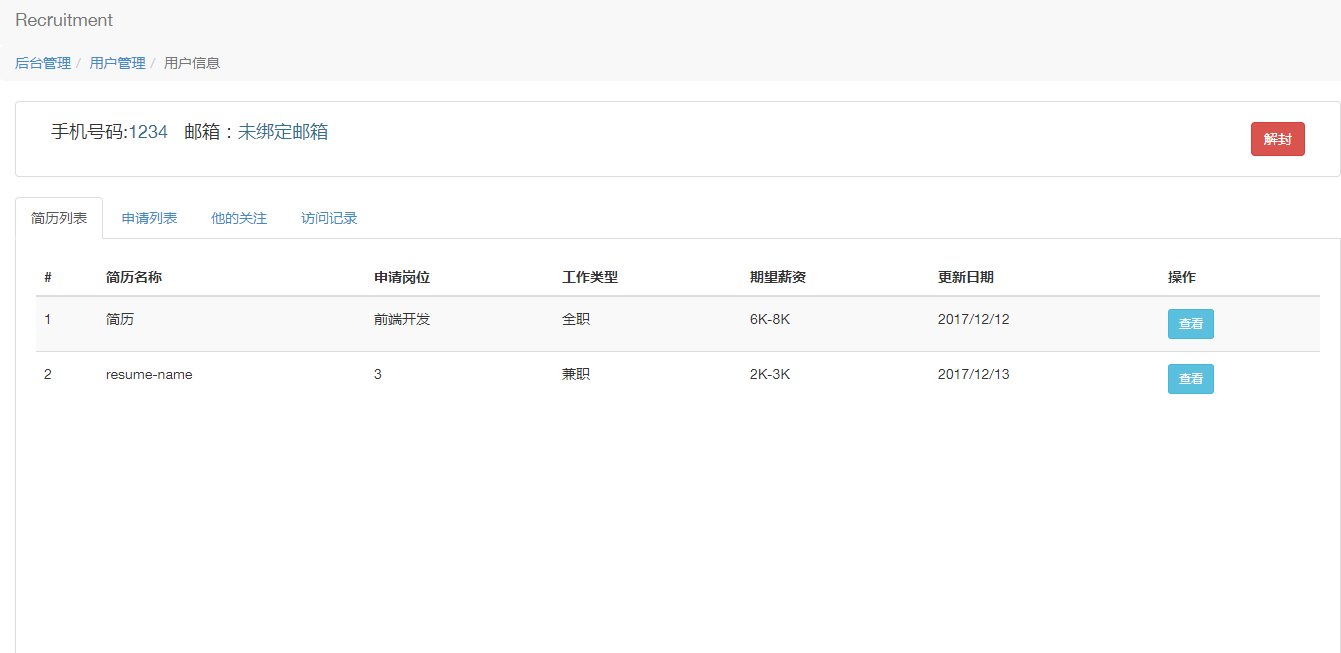 Recruitment
后台管理 / 用户管理 / 用户信息
手机号码:1234 邮箱：未绑定邮箱
解封
简历列表 申请列表 他的关注 访问记录
# 简历名称 申请岗位 工作类型 期望薪资 更新日期 操作
1 简历 前端开发 全职 6K-8K 2017/12/12 查看
2 resume-name 3 兼职 2K-3K 2017/12/13 查看